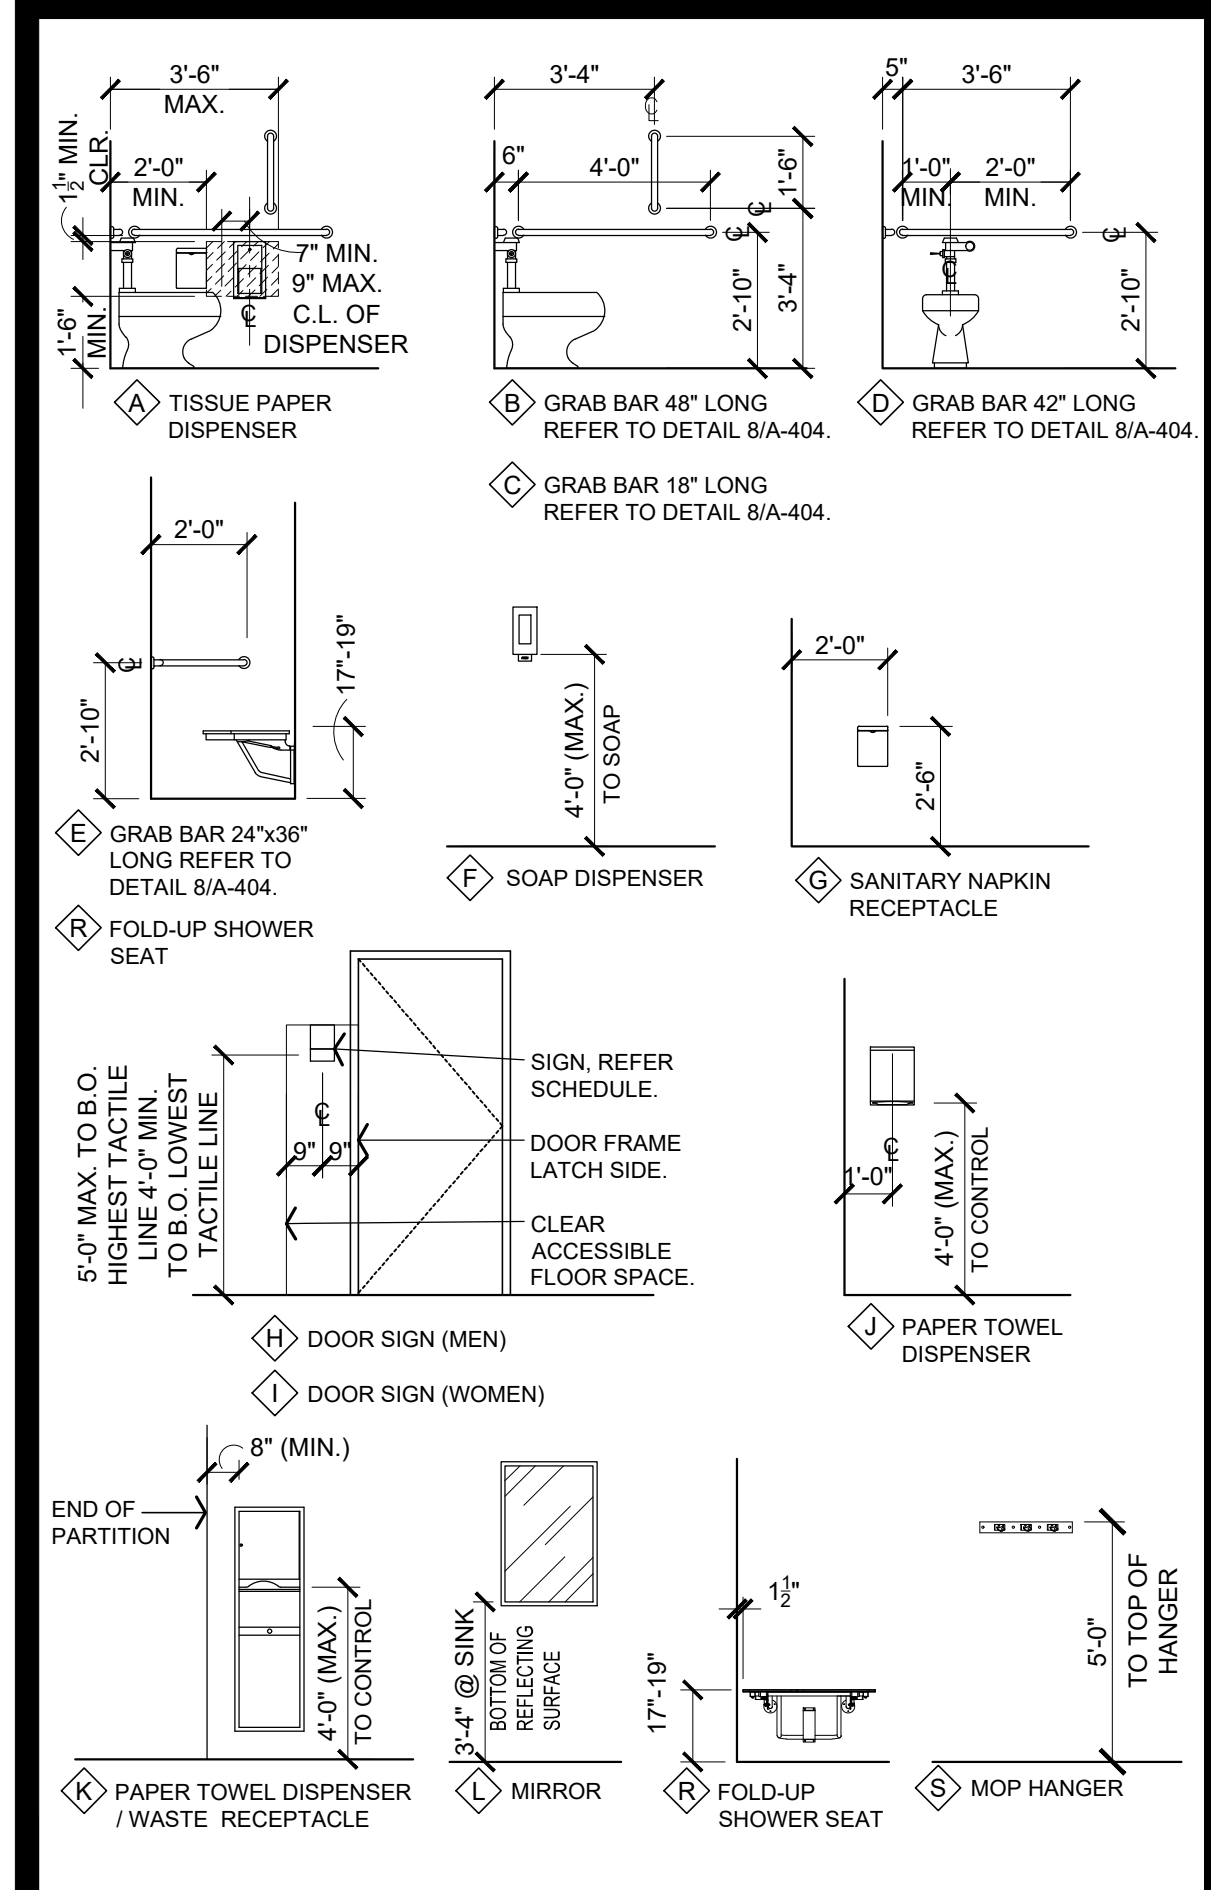 3'-6"
MAX.
1 1/2" MIN.
CLR.
2'-0"
MIN.
7" MIN.
9" MAX.
C.L. OF
DISPENSER
1'-6"
MIN.
℄
A TISSUE PAPER
DISPENSER
3'-4"
℄
6"
4'-0"
1'-6"
℄
℄
2'-10"
3'-4"
B GRAB BAR 48" LONG
REFER TO DETAIL 8/A-404.
C GRAB BAR 18" LONG
REFER TO DETAIL 8/A-404.
5"
3'-6"
1'-0"
MIN.
2'-0"
MIN.
℄
℄
2'-10"
D GRAB BAR 42" LONG
REFER TO DETAIL 8/A-404.
2'-0"
℄
17"-19"
2'-10"
E GRAB BAR 24"x36"
LONG REFER TO
DETAIL 8/A-404.
R FOLD-UP SHOWER
SEAT
4'-0" (MAX.)
TO SOAP
F SOAP DISPENSER
2'-0"
2'-6"
G SANITARY NAPKIN
RECEPTACLE
5'-0" MAX. TO B.O.
HIGHEST TACTILE
LINE 4'-0" MIN.
TO B.O. LOWEST
TACTILE LINE
℄
9"
9"
SIGN, REFER
SCHEDULE.
DOOR FRAME
LATCH SIDE.
CLEAR
ACCESSIBLE
FLOOR SPACE.
H DOOR SIGN (MEN)
I DOOR SIGN (WOMEN)
℄
1'-0"
4'-0" (MAX.)
TO CONTROL
J PAPER TOWEL
DISPENSER
8" (MIN.)
END OF
PARTITION
4'-0" (MAX.)
TO CONTROL
K PAPER TOWEL DISPENSER
/ WASTE RECEPTACLE
3'-4" @ SINK
BOTTOM OF
REFLECTING
SURFACE
L MIRROR
1 1/2"
17"-19"
R FOLD-UP
SHOWER SEAT
5'-0"
TO TOP OF
HANGER
S MOP HANGER